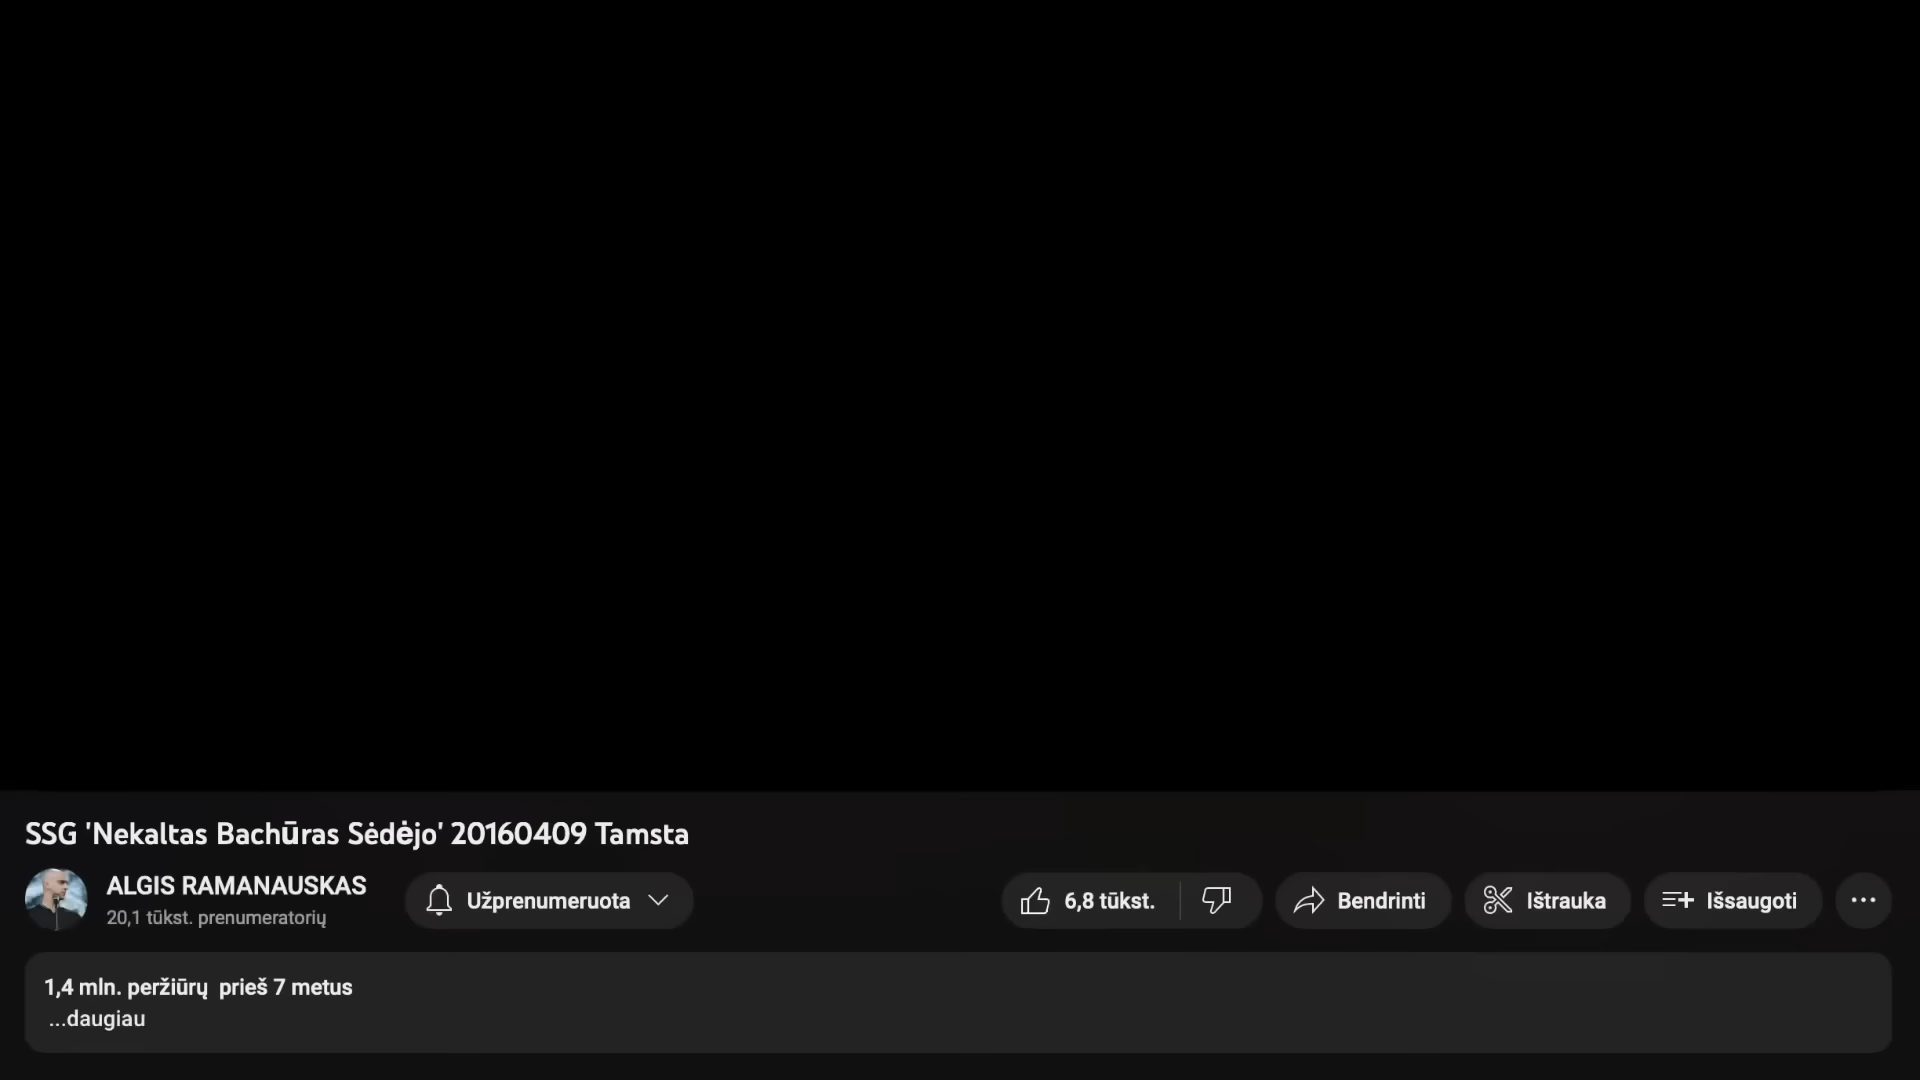 SSG 'Nekaltas Bachūras Sėdėjo' 20160409 Tamsta
ALGIS RAMANAUSKAS
20,1 tūkst. prenumeratorių
Užprenumeruota
6,8 tūkst.
Bendrinti
Ištrauka
Išsaugoti
1,4 mln. peržiūrų prieš 7 metus
...daugiau